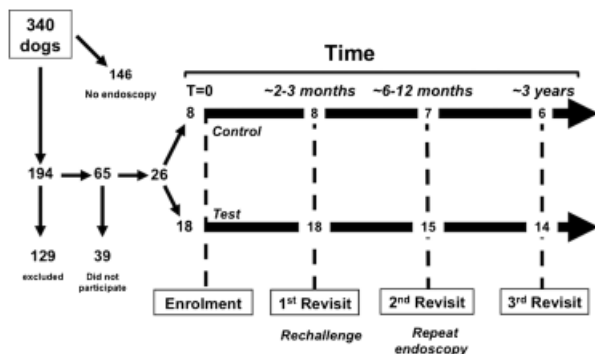 340
dogs
146
No endoscopy
Time
T=0
~2-3 months
~6-12 months
~3 years
8
8
7
6
Control
194
65
26
Test
18
18
15
14
129
excluded
39
Did not
participate
Enrolment
1st Revisit
2nd Revisit
3rd Revisit
Rechallenge
Repeat
endoscopy